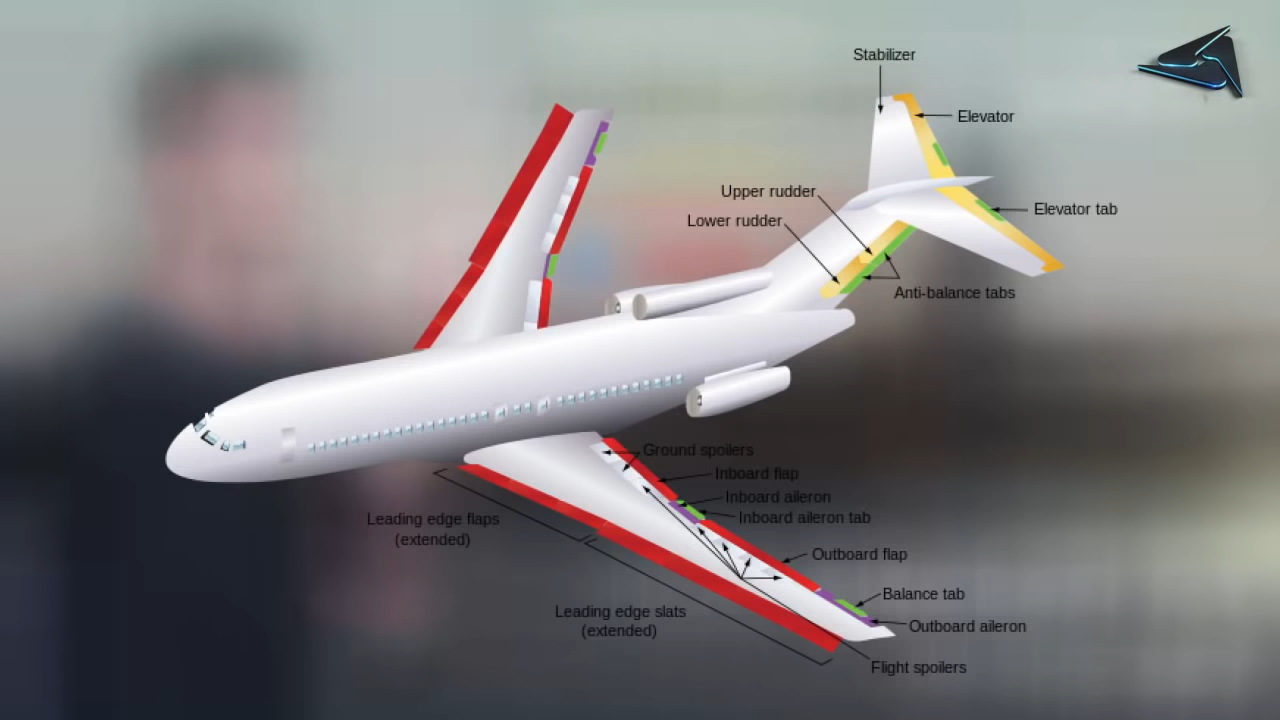 Stabilizer
Elevator
Upper rudder
Elevator tab
Lower rudder
Anti-balance tabs
Ground spoilers
Inboard flap
Inboard aileron
Inboard aileron tab
Leading edge flaps
(extended)
Outboard flap
Balance tab
Leading edge slats
(extended)
Outboard aileron
Flight spoilers